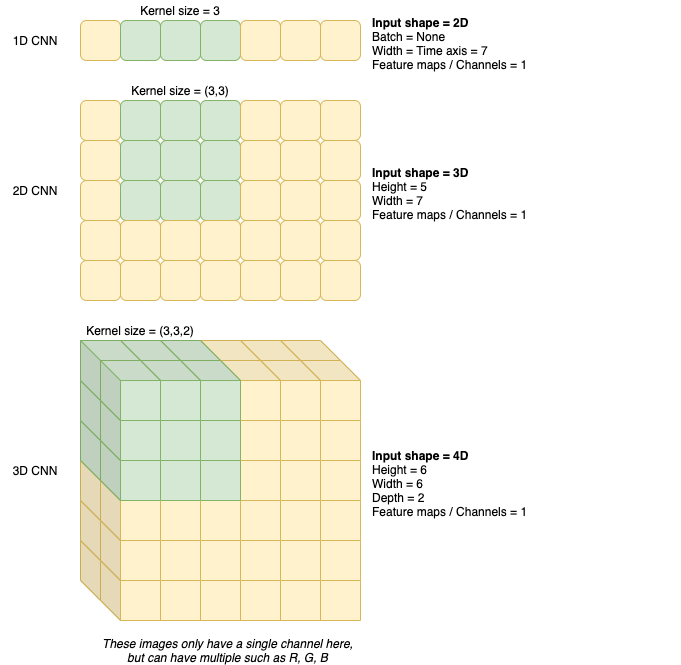 Kernel size = 3
1D CNN
Input shape = 2D
Batch = None
Width = Time axis = 7
Feature maps / Channels = 1
Kernel size = (3,3)
2D CNN
Input shape = 3D
Height = 5
Width = 7
Feature maps / Channels = 1
Kernel size = (3,3,2)
3D CNN
Input shape = 4D
Height = 6
Width = 6
Depth = 2
Feature maps / Channels = 1
These images only have a single channel here,
but can have multiple such as R, G, B